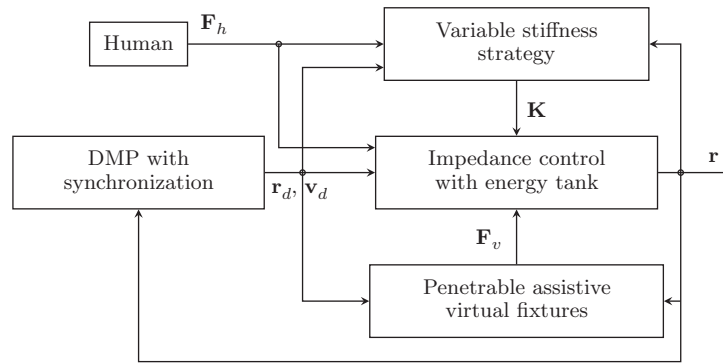 F_h
Human
Variable stiffness
strategy
K
DMP with
synchronization
r_d, v_d
Impedance control
with energy tank
r
F_v
Penetrable assistive
virtual fixtures